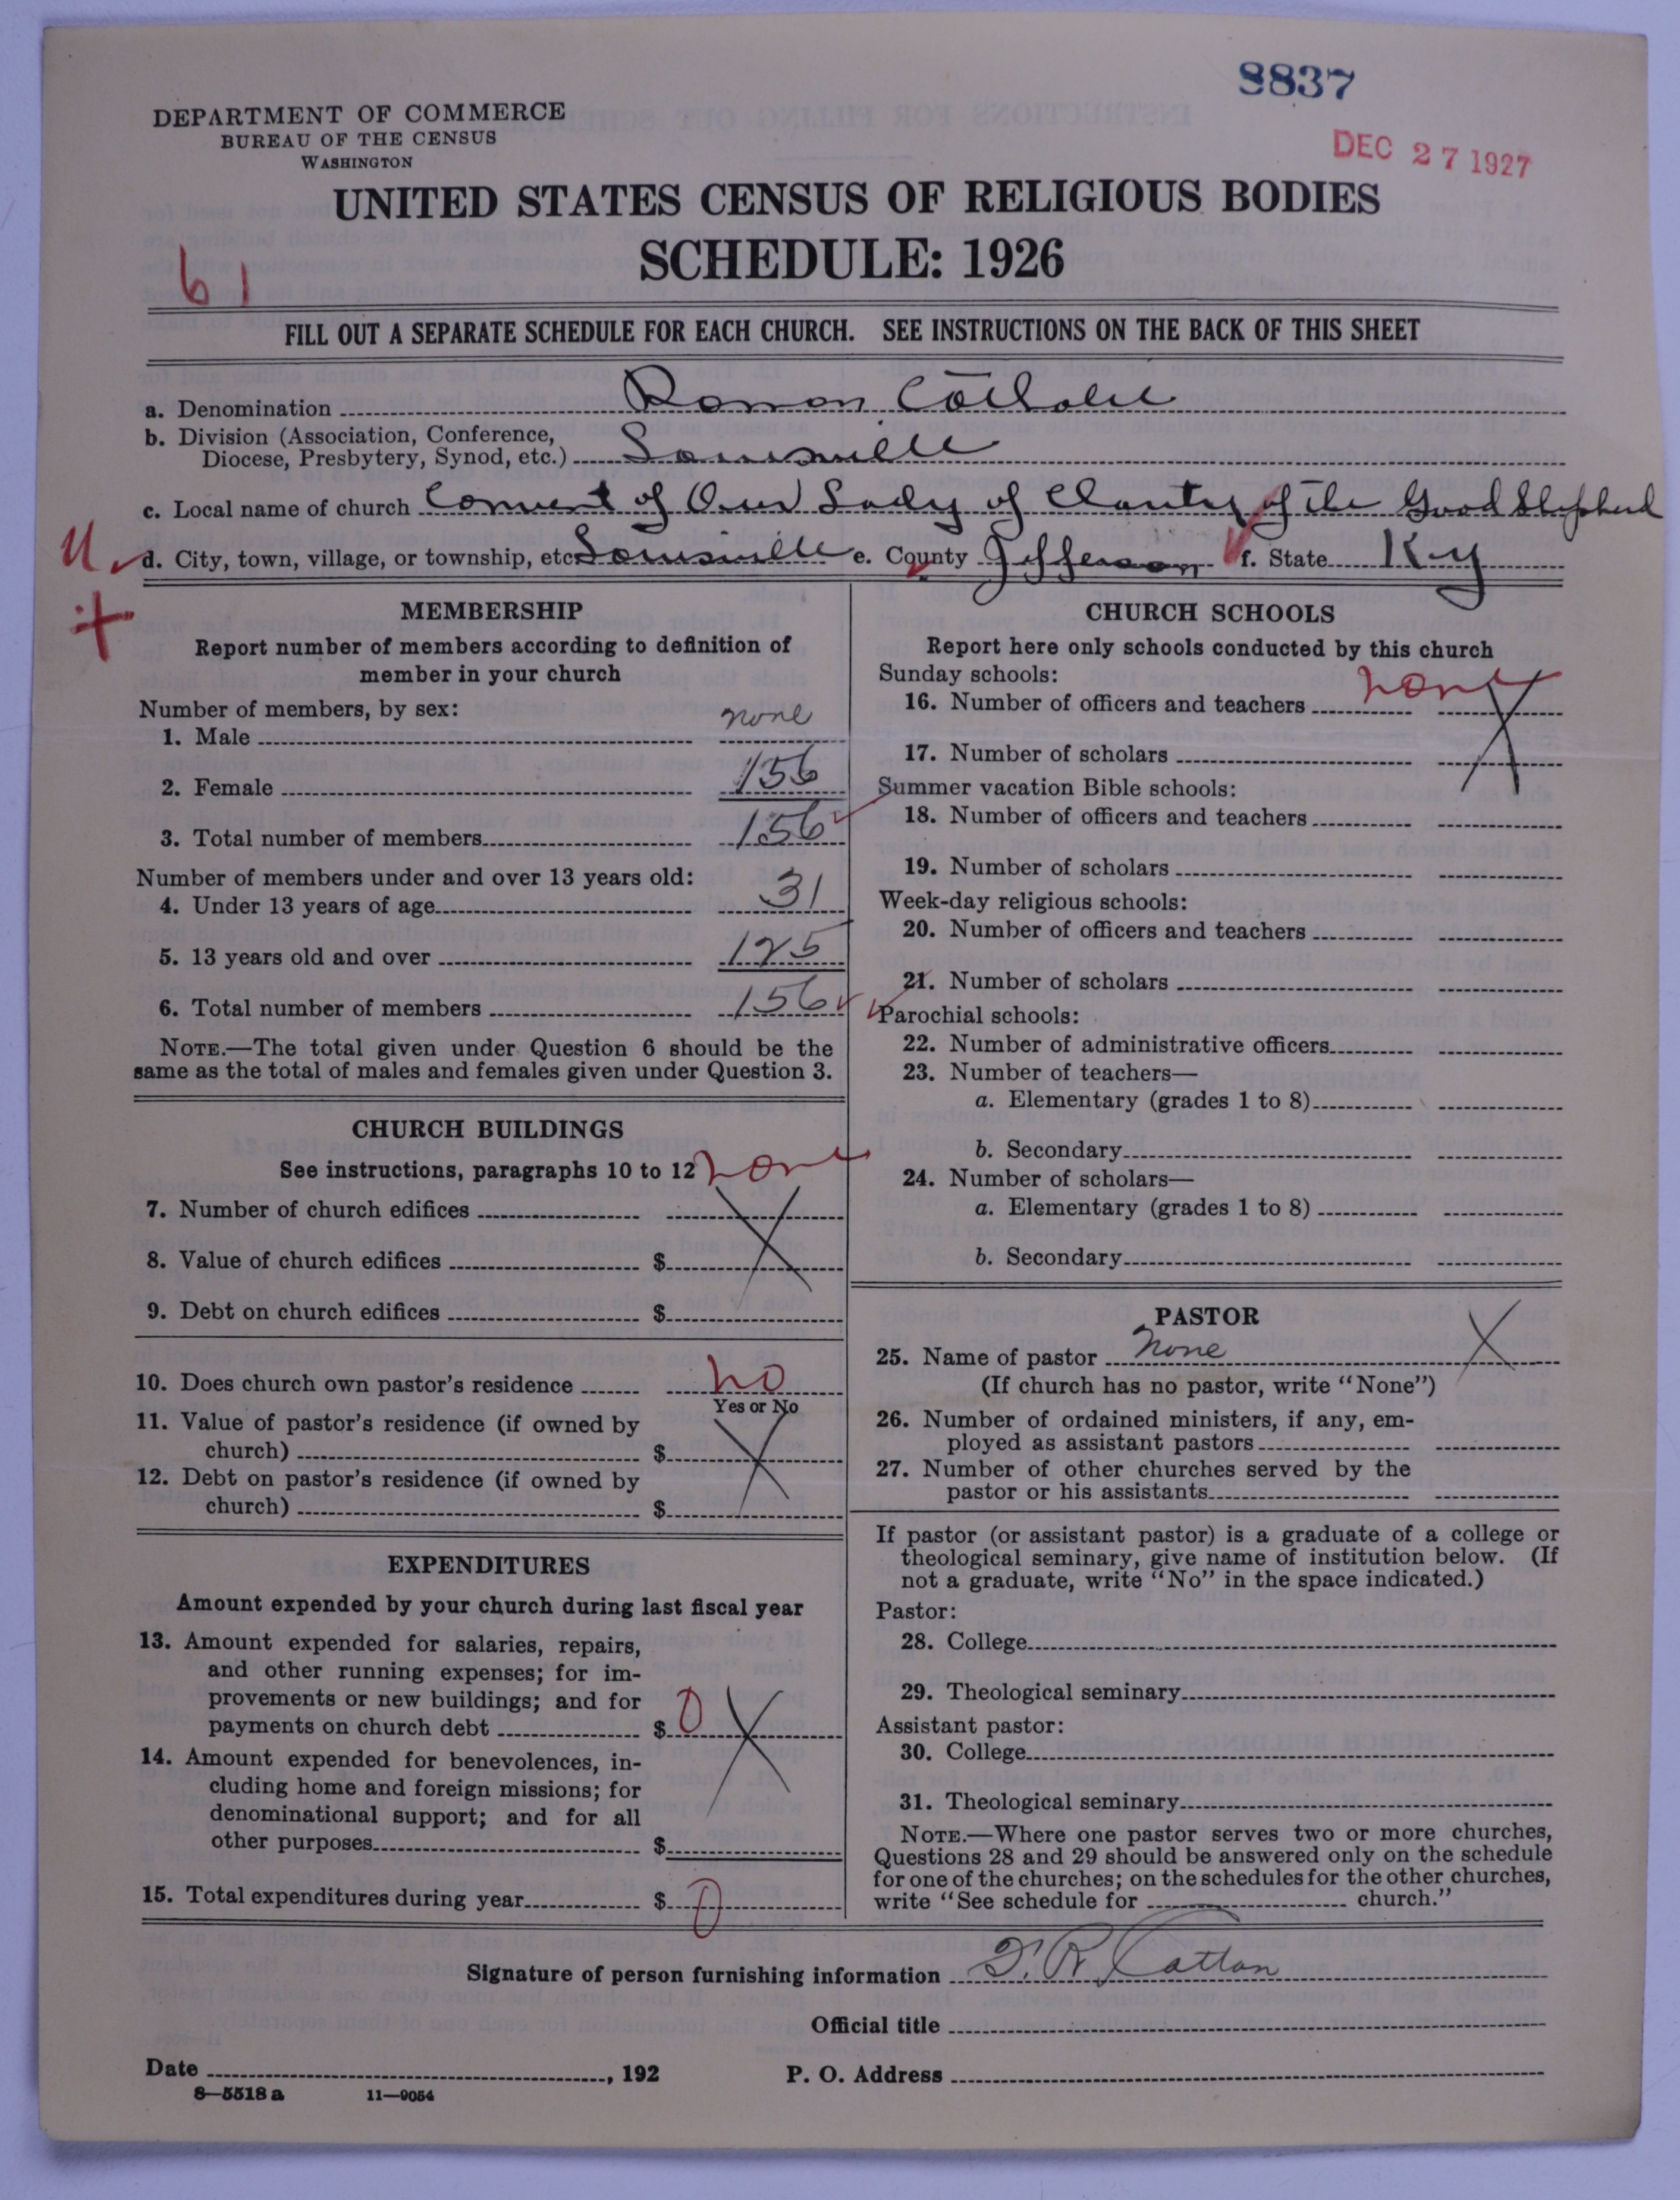 8837
DEC 27 1927
DEPARTMENT OF COMMERCE
BUREAU OF THE CENSUS
WASHINGTON
UNITED STATES CENSUS OF RELIGIOUS BODIES
SCHEDULE: 1926
61
FILL OUT A SEPARATE SCHEDULE FOR EACH CHURCH. SEE INSTRUCTIONS ON THE BACK OF THIS SHEET
a. Denomination Roman Catholic
b. Division (Association, Conference,
Diocese, Presbytery, Synod, etc.) Louisville
c. Local name of church Convent of Our Lady of Charity of the Good Shepherd
U d. City, town, village, or township, etc. Louisville e. County Jefferson f. State Ky
+
MEMBERSHIP
Report number of members according to definition of
member in your church
Number of members, by sex:
1. Male none
2. Female 156
3. Total number of members 156
Number of members under and over 13 years old:
4. Under 13 years of age 31
5. 13 years old and over 125
6. Total number of members 156
NOTE.—The total given under Question 6 should be the
same as the total of males and females given under Question 3.
CHURCH BUILDINGS
See instructions, paragraphs 10 to 12 none
7. Number of church edifices
8. Value of church edifices $
9. Debt on church edifices $
10. Does church own pastor's residence no
Yes or No
11. Value of pastor's residence (if owned by
church) $
12. Debt on pastor's residence (if owned by
church) $
EXPENDITURES
Amount expended by your church during last fiscal year
13. Amount expended for salaries, repairs,
and other running expenses; for im-
provements or new buildings; and for
payments on church debt $ 0
14. Amount expended for benevolences, in-
cluding home and foreign missions; for
denominational support; and for all
other purposes $
15. Total expenditures during year $ 0
CHURCH SCHOOLS
Report here only schools conducted by this church
Sunday schools:
16. Number of officers and teachers none
17. Number of scholars
Summer vacation Bible schools:
18. Number of officers and teachers
19. Number of scholars
Week-day religious schools:
20. Number of officers and teachers
21. Number of scholars
Parochial schools:
22. Number of administrative officers
23. Number of teachers—
a. Elementary (grades 1 to 8)
b. Secondary
24. Number of scholars—
a. Elementary (grades 1 to 8)
b. Secondary
PASTOR
25. Name of pastor None
(If church has no pastor, write "None")
26. Number of ordained ministers, if any, em-
ployed as assistant pastors
27. Number of other churches served by the
pastor or his assistants
If pastor (or assistant pastor) is a graduate of a college or
theological seminary, give name of institution below. (If
not a graduate, write "No" in the space indicated.)
Pastor:
28. College
29. Theological seminary
Assistant pastor:
30. College
31. Theological seminary
NOTE.—Where one pastor serves two or more churches,
Questions 28 and 29 should be answered only on the schedule
for one of the churches; on the schedules for the other churches,
write "See schedule for church."
Signature of person furnishing information T. R. Catton
Official title
Date , 192 P. O. Address
8—5518 a 11—9054